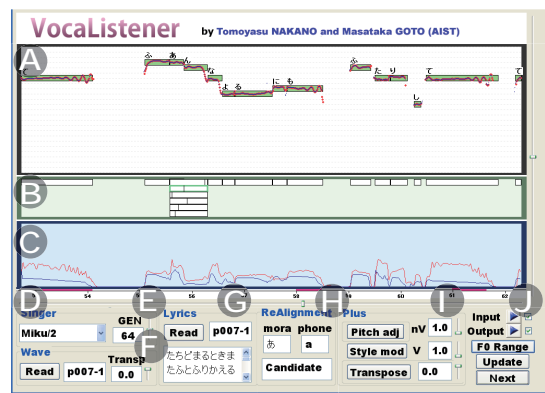 VocaListener by Tomoyasu NAKANO and Masataka GOTO (AIST)
A
ふ あ ん な よ る に も ふ た り て し て
B
C
53 54 55 56 57 58 59 60 61 62
D E F G H I J
Singer
Miku/2
GEN
64
Wave
Read p007-1
Transp
0.0
Lyrics
Read p007-1
たちどまるときま
たふとふりかえる
ReAlignment
mora phone
あ a
Candidate
Plus
Pitch adj nV 1.0
Style mod V 1.0
Transpose 0.0
Input
Output
F0 Range
Update
Next